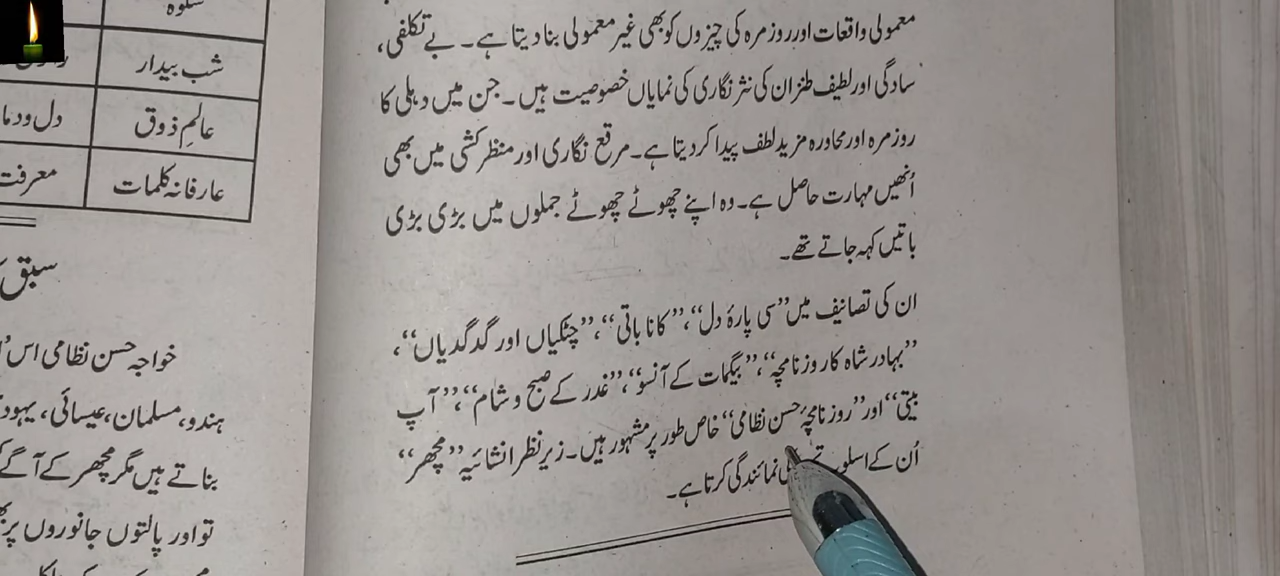 معمولی واقعات اور روزمرہ کی چیزوں کو بھی غیر معمولی بنا دیتا ہے۔ بے تکلفی،
سادگی اور لطیف طنز ان کی نثر نگاری کی نمایاں خصوصیت ہیں۔ جن میں دہلی کا
روزمرہ اور محاورہ مزید لطف پیدا کر دیتا ہے۔ مرقع نگاری اور منظر کشی میں بھی
اُنھیں مہارت حاصل ہے۔ وہ اپنے چھوٹے چھوٹے جملوں میں بڑی بڑی
باتیں کہہ جاتے تھے۔
ان کی تصانیف میں ”سی پارۂ دل“، ”کانا باتی“، ”چٹکیاں اور گدگدیاں“،
”بہادر شاہ کا روزنامچہ“، ”بیگمات کے آنسو“، ”غدر کے صبح و شام“، ”آپ
بیتی“ اور ”روزنامچۂ حسن نظامی“ خاص طور پر مشہور ہیں۔ زیرِ نظر انشائیہ ”مچھر“
اُن کے نمائندگی کرتا ہے۔
شب بیدار
عالمِ ذوق دل و دما
عارفانہ کلمات معرفت
سبق
خواجہ حسن نظامی اس
ہندو، مسلمان، عیسائی، یہود
بناتے ہیں مگر مچھر کے آگے
تو اور پالتوں جانوروں پر